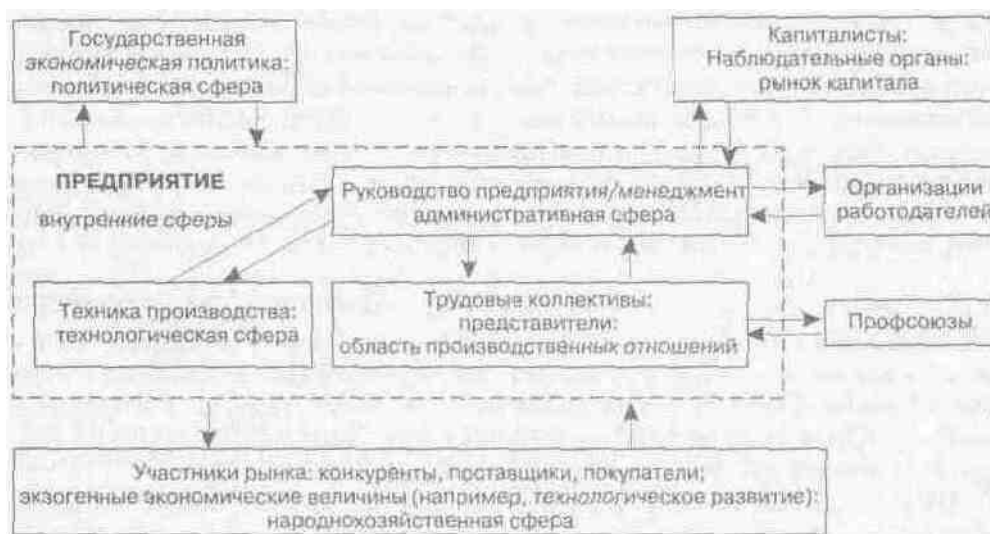 Государственная
экономическая политика:
политическая сфера
Капиталисты:
Наблюдательные органы:
рынок капитала
ПРЕДПРИЯТИЕ
внутренние сферы
Руководство предприятия/менеджмент
административная сфера
Организации
работодателей
Техника производства:
технологическая сфера
Трудовые коллективы:
представители:
область производственных отношений
Профсоюзы
Участники рынка: конкуренты, поставщики, покупатели;
экзогенные экономические величины (например, технологическое развитие):
народнохозяйственная сфера